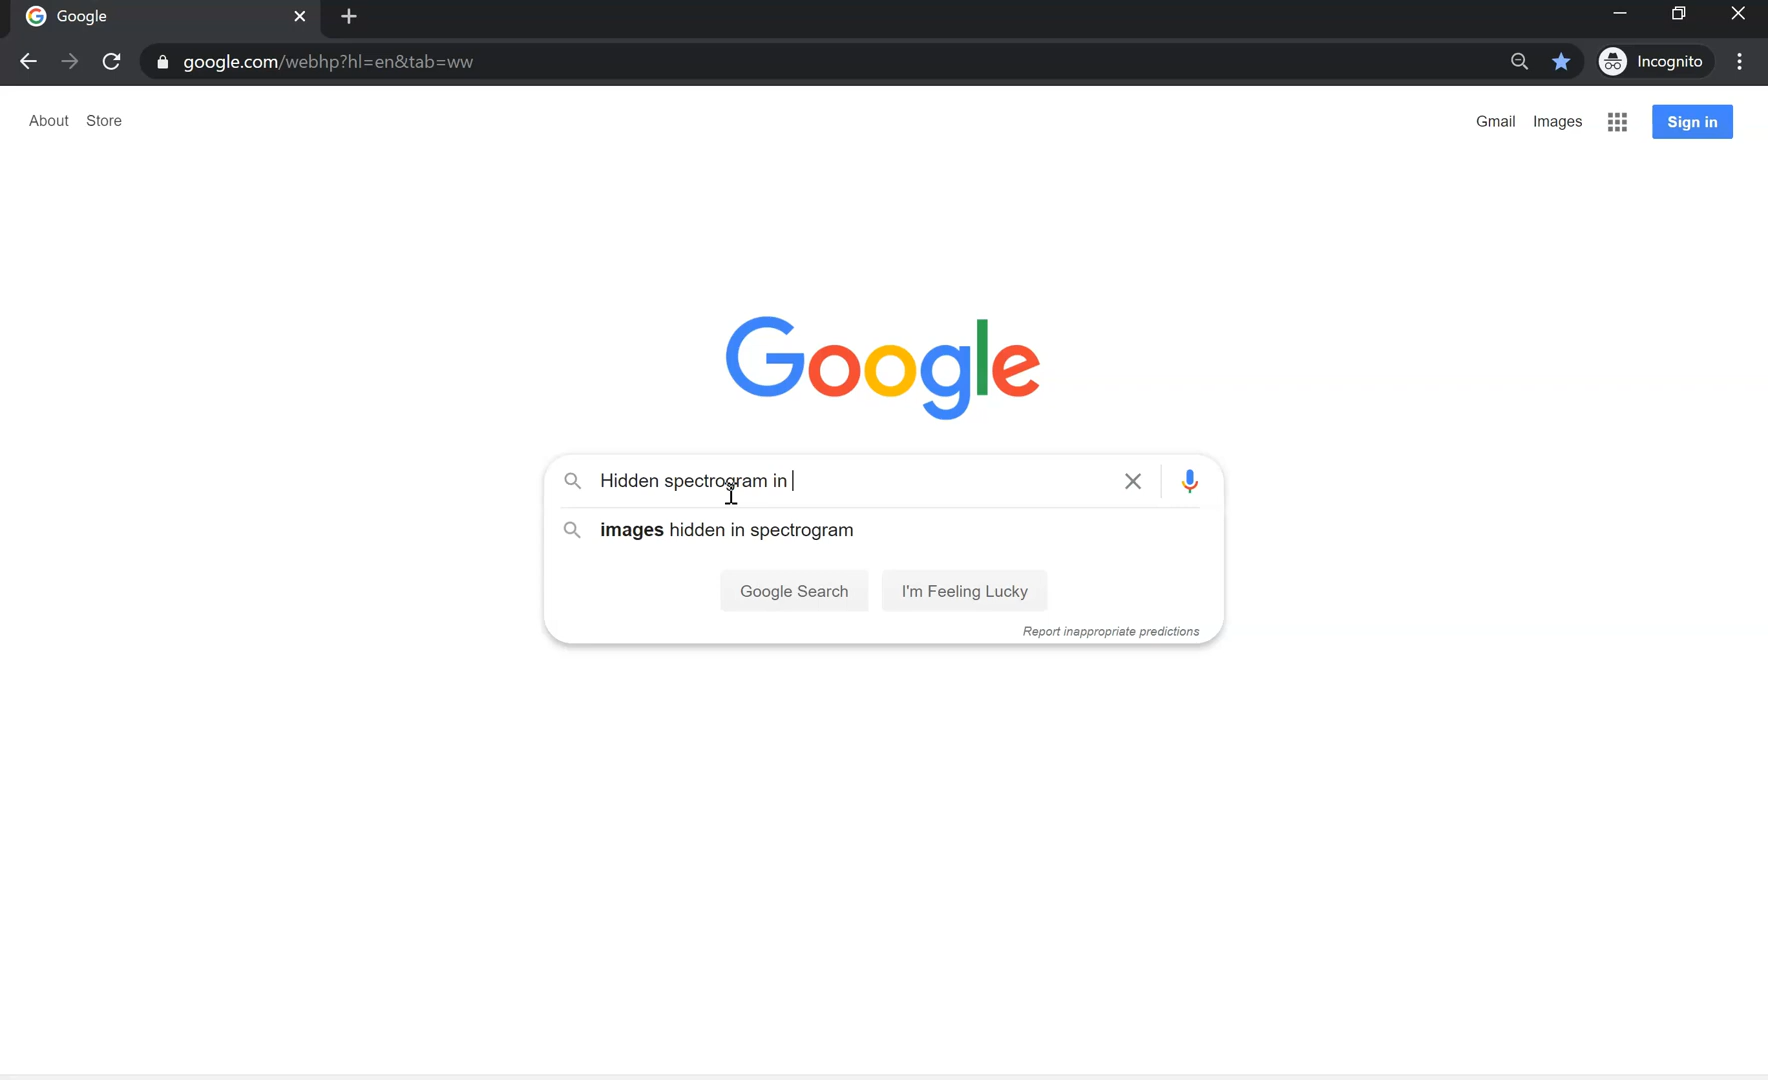 Google
google.com/webhp?hl=en&tab=ww
Incognito
About Store
Gmail Images Sign in
Google
Hidden spectrogram in
images hidden in spectrogram
Google Search I'm Feeling Lucky
Report inappropriate predictions